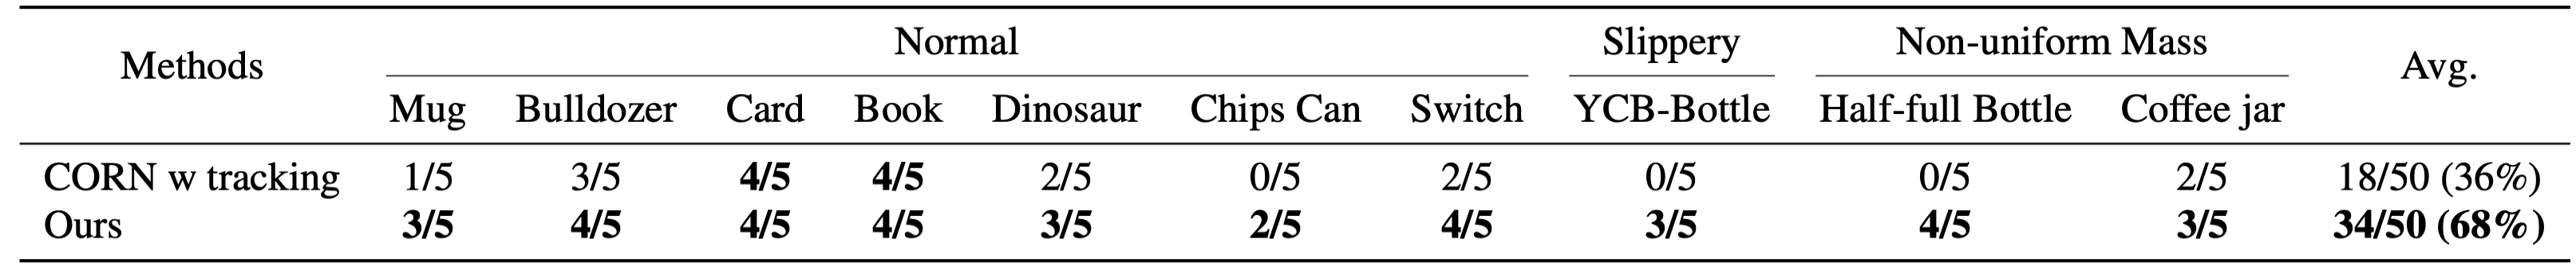 Methods Normal Slippery Non-uniform Mass Avg.
Mug Bulldozer Card Book Dinosaur Chips Can Switch YCB-Bottle Half-full Bottle Coffee jar
CORN w tracking 1/5 3/5 4/5 4/5 2/5 0/5 2/5 0/5 0/5 2/5 18/50 (36%)
Ours 3/5 4/5 4/5 4/5 3/5 2/5 4/5 3/5 4/5 3/5 34/50 (68%)